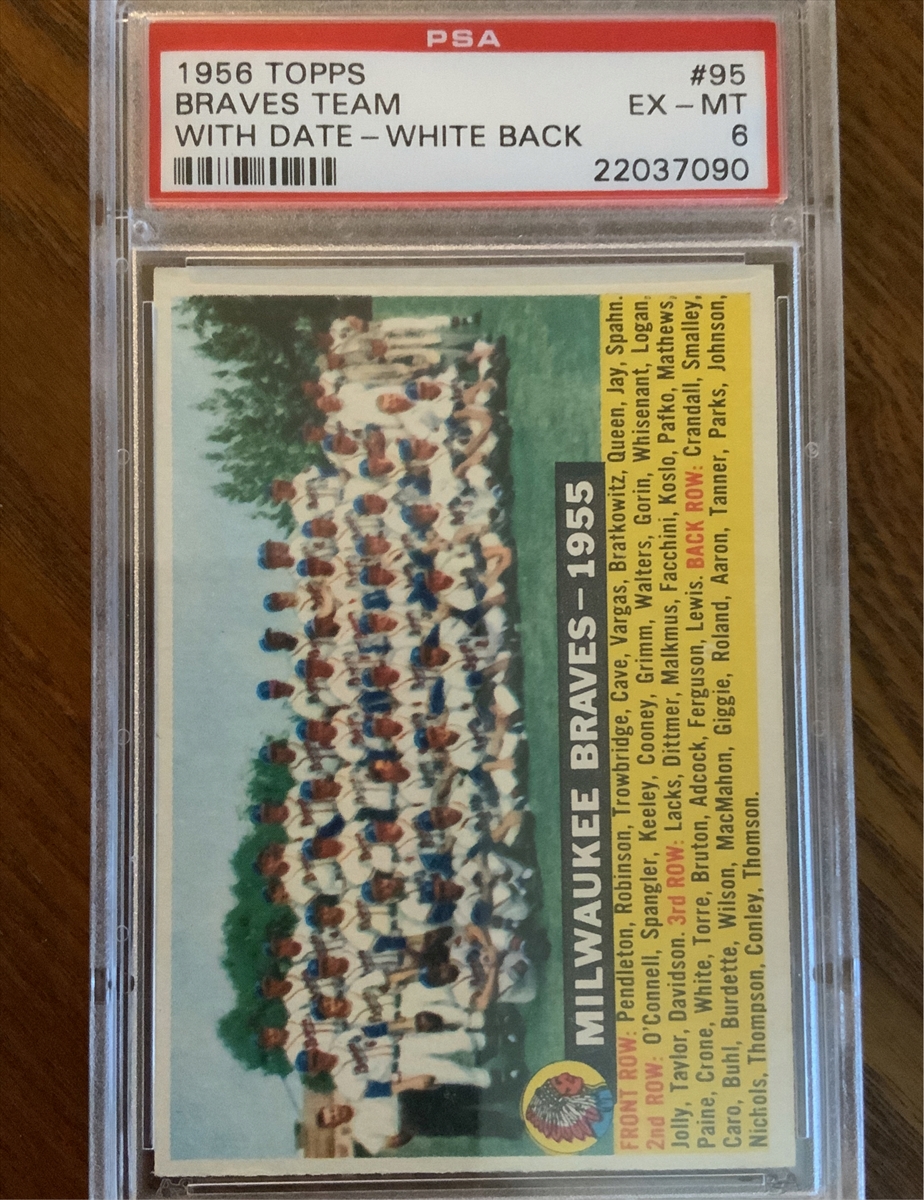 PSA
1956 TOPPS #95
BRAVES TEAM EX – MT
WITH DATE – WHITE BACK 6
22037090
MILWAUKEE BRAVES–1955
FRONT ROW: Pendleton, Robinson, Trowbridge, Cave, Vargas, Bratkowitz, Queen, Jay, Spahn.
2nd ROW: O'Connell, Spangler, Keeley, Cooney, Grimm, Walters, Gorin, Whisenant, Logan,
Jolly, Taylor, Davidson. 3rd ROW: Lacks, Dittmer, Malkmus, Facchini, Koslo, Pafko, Mathews,
Paine, Crone, White, Torre, Bruton, Adcock, Ferguson, Lewis. BACK ROW: Crandall, Smalley,
Caro, Buhl, Burdette, Wilson, MacMahon, Giggie, Roland, Aaron, Tanner, Parks, Johnson,
Nichols, Thompson, Conley, Thomson.